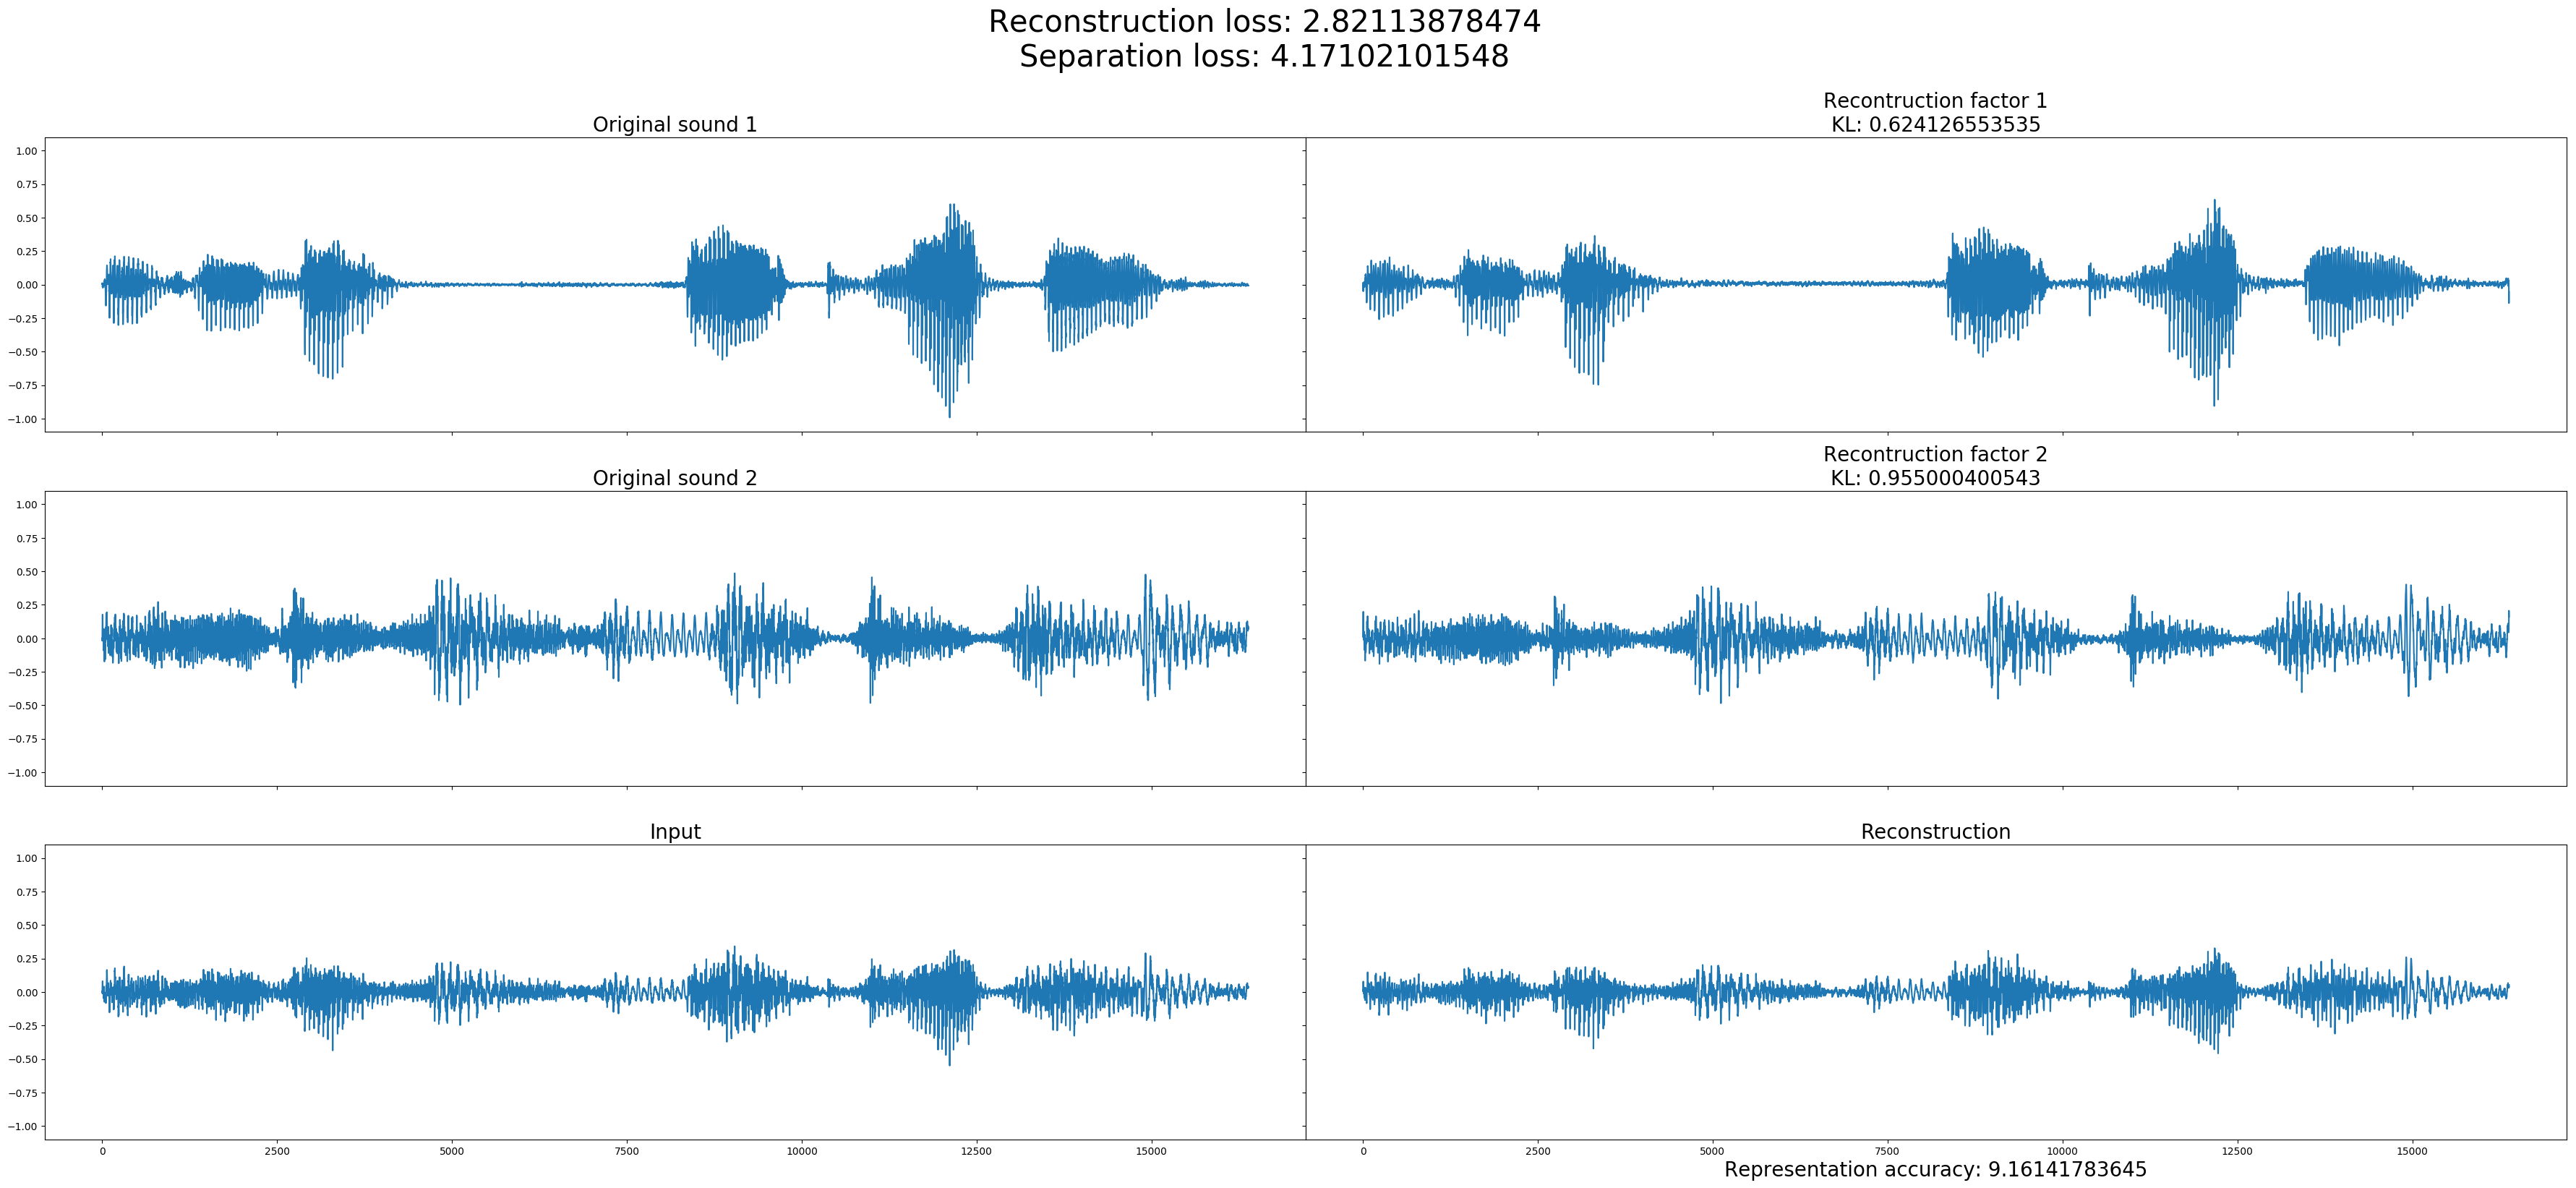 Reconstruction loss: 2.82113878474
Separation loss: 4.17102101548
Original sound 1
Recontruction factor 1
KL: 0.624126553535
1.00
0.75
0.50
0.25
0.00
−0.25
−0.50
−0.75
−1.00
Original sound 2
Recontruction factor 2
KL: 0.955000400543
1.00
0.75
0.50
0.25
0.00
−0.25
−0.50
−0.75
−1.00
Input
Reconstruction
1.00
0.75
0.50
0.25
0.00
−0.25
−0.50
−0.75
−1.00
0 2500 5000 7500 10000 12500 15000
0 2500 5000 7500 10000 12500 15000
Representation accuracy: 9.16141783645